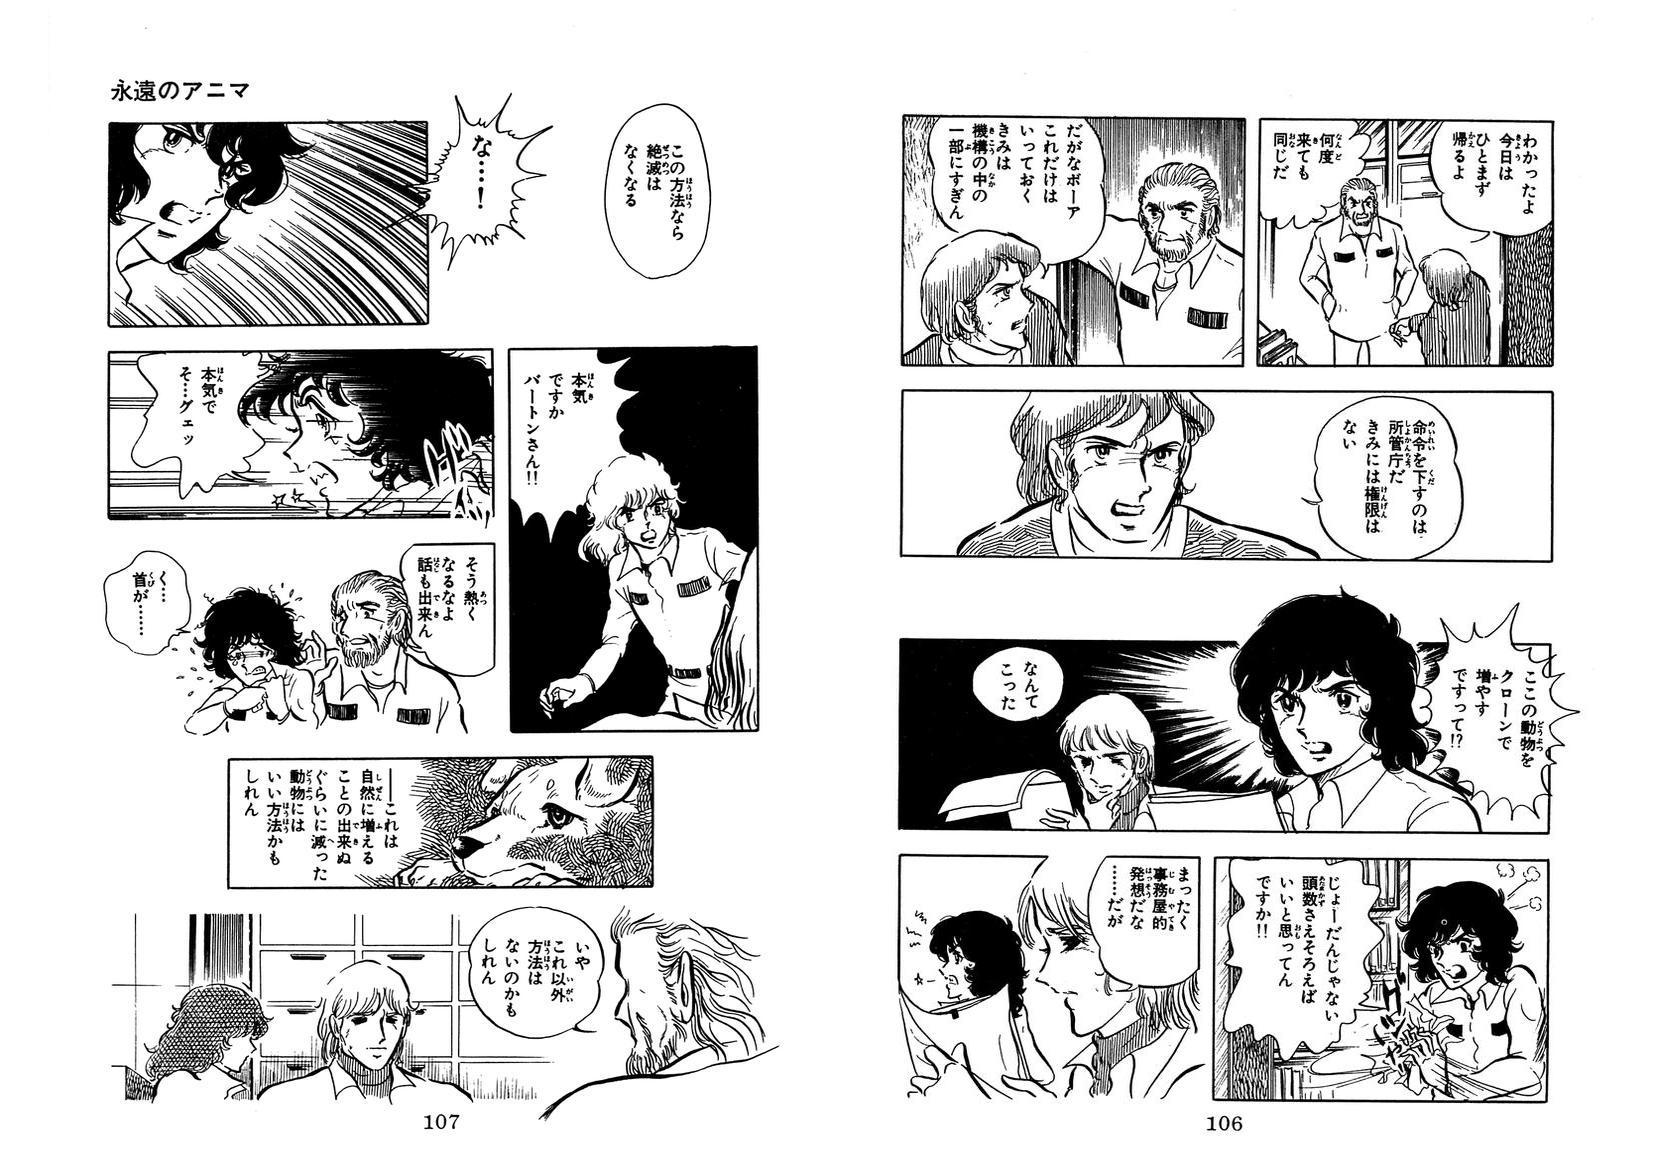 わかったよ
今日は
ひとまず
帰るよ
何度
来ても
同じだ
だがなボーア
これだけは
いっておく
きみは
機構の中の
一部にすぎん
命令を下すのは
所管庁だ
きみには権限は
ない
ここの動物を
クローンで
増やす
ですって!?
なんて
こった
じょーだんじゃない
頭数さえそろえば
いいと思ってん
ですか!!
まったく
事務屋的
発想だな
………だが
106
永遠のアニマ
この方法なら
絶滅は
なくなる
な…！
本気
ですか
バートンさん!!
本気で
そ…グェッ
そう熱く
なるなよ
話も出来ん
く…
首が………
──これは
自然に増える
ことの出来ぬ
ぐらいに減った
動物には
いい方法かも
しれん
いや
これ以外
方法は
ないのかも
しれん
107